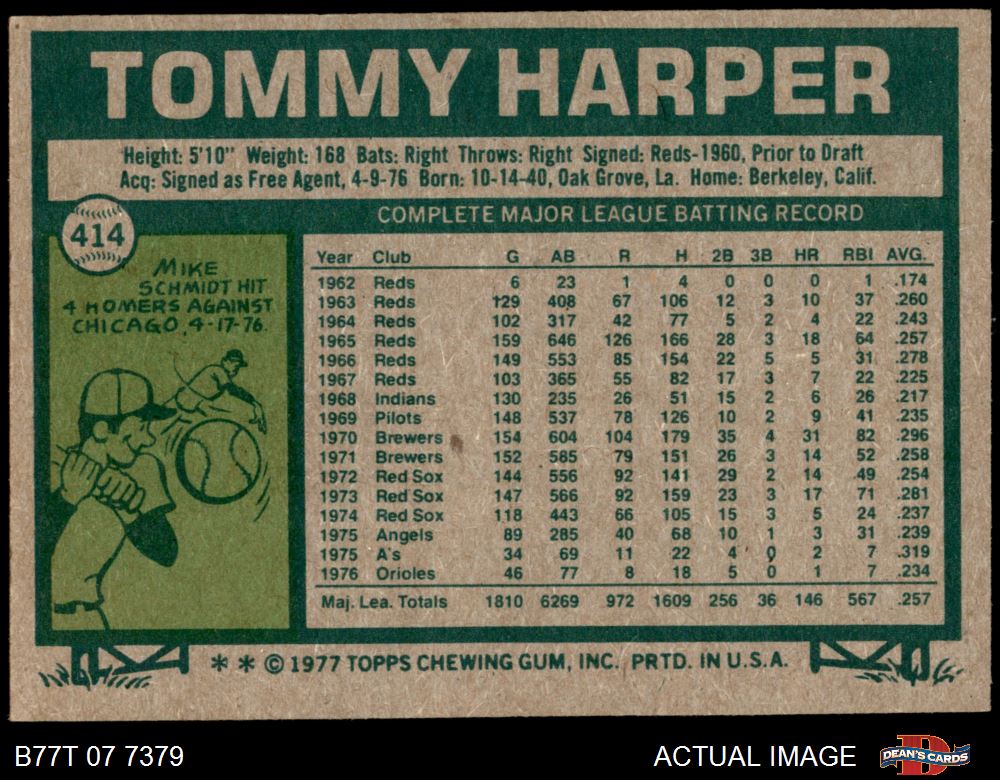 TOMMY HARPER
Height: 5'10" Weight: 168 Bats: Right Throws: Right Signed: Reds-1960, Prior to Draft
Acq: Signed as Free Agent, 4-9-76 Born: 10-14-40, Oak Grove, La. Home: Berkeley, Calif.
414
MIKE
SCHMIDT HIT
4 HOMERS AGAINST
CHICAGO, 4-17-76.
COMPLETE MAJOR LEAGUE BATTING RECORD
Year Club G AB R H 2B 3B HR RBI AVG.
1962 Reds 6 23 1 4 0 0 0 1 .174
1963 Reds 129 408 67 106 12 3 10 37 .260
1964 Reds 102 317 42 77 5 2 4 22 .243
1965 Reds 159 646 126 166 28 3 18 64 .257
1966 Reds 149 553 85 154 22 5 5 31 .278
1967 Reds 103 365 55 82 17 3 7 22 .225
1968 Indians 130 235 26 51 15 2 6 26 .217
1969 Pilots 148 537 78 126 10 2 9 41 .235
1970 Brewers 154 604 104 179 35 4 31 82 .296
1971 Brewers 152 585 79 151 26 3 14 52 .258
1972 Red Sox 144 556 92 141 29 2 14 49 .254
1973 Red Sox 147 566 92 159 23 3 17 71 .281
1974 Red Sox 118 443 66 105 15 3 5 24 .237
1975 Angels 89 285 40 68 10 1 3 31 .239
1975 A's 34 69 11 22 4 0 2 7 .319
1976 Orioles 46 77 8 18 5 0 1 7 .234
Maj. Lea. Totals 1810 6269 972 1609 256 36 146 567 .257
* * © 1977 TOPPS CHEWING GUM, INC. PRTD. IN U.S.A.
B77T 07 7379
ACTUAL IMAGE
DEAN'S CARDS